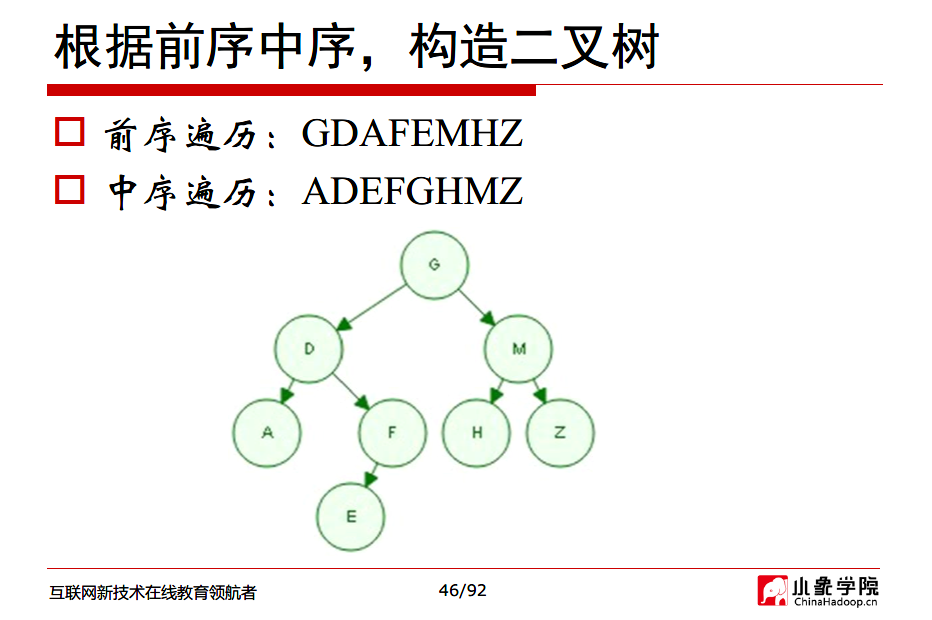 根据前序中序，构造二叉树
前序遍历：GDAFEMHZ
中序遍历：ADEFGHMZ
G
D
M
A
F
H
Z
E
互联网新技术在线教育领航者
46/92
小象学院
ChinaHadoop.cn